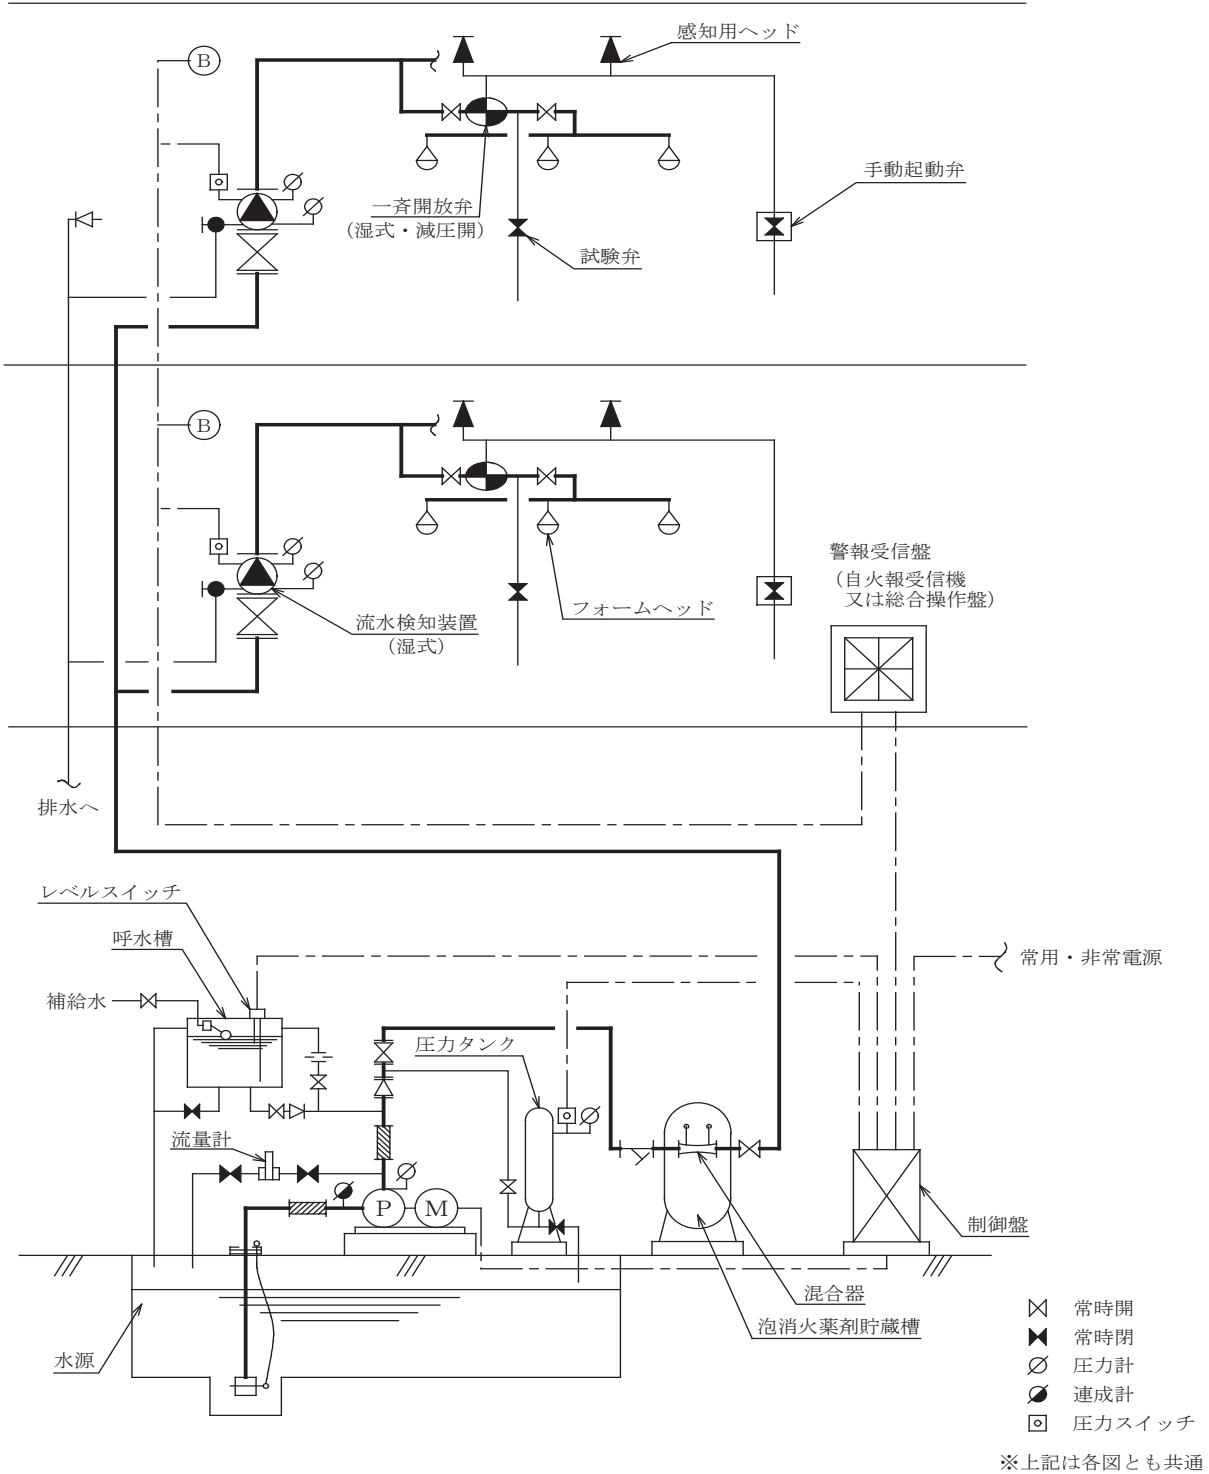 感知用ヘッド
B
手動起動弁
一斉開放弁
（湿式・減圧開）
試験弁
B
警報受信盤
（自火報受信機
又は総合操作盤）
フォームヘッド
流水検知装置
（湿式）
排水へ
レベルスイッチ
呼水槽
常用・非常電源
補給水
圧力タンク
流量計
P
M
制御盤
混合器
泡消火薬剤貯蔵槽
水源
常時開
常時閉
圧力計
連成計
圧力スイッチ
※上記は各図とも共通